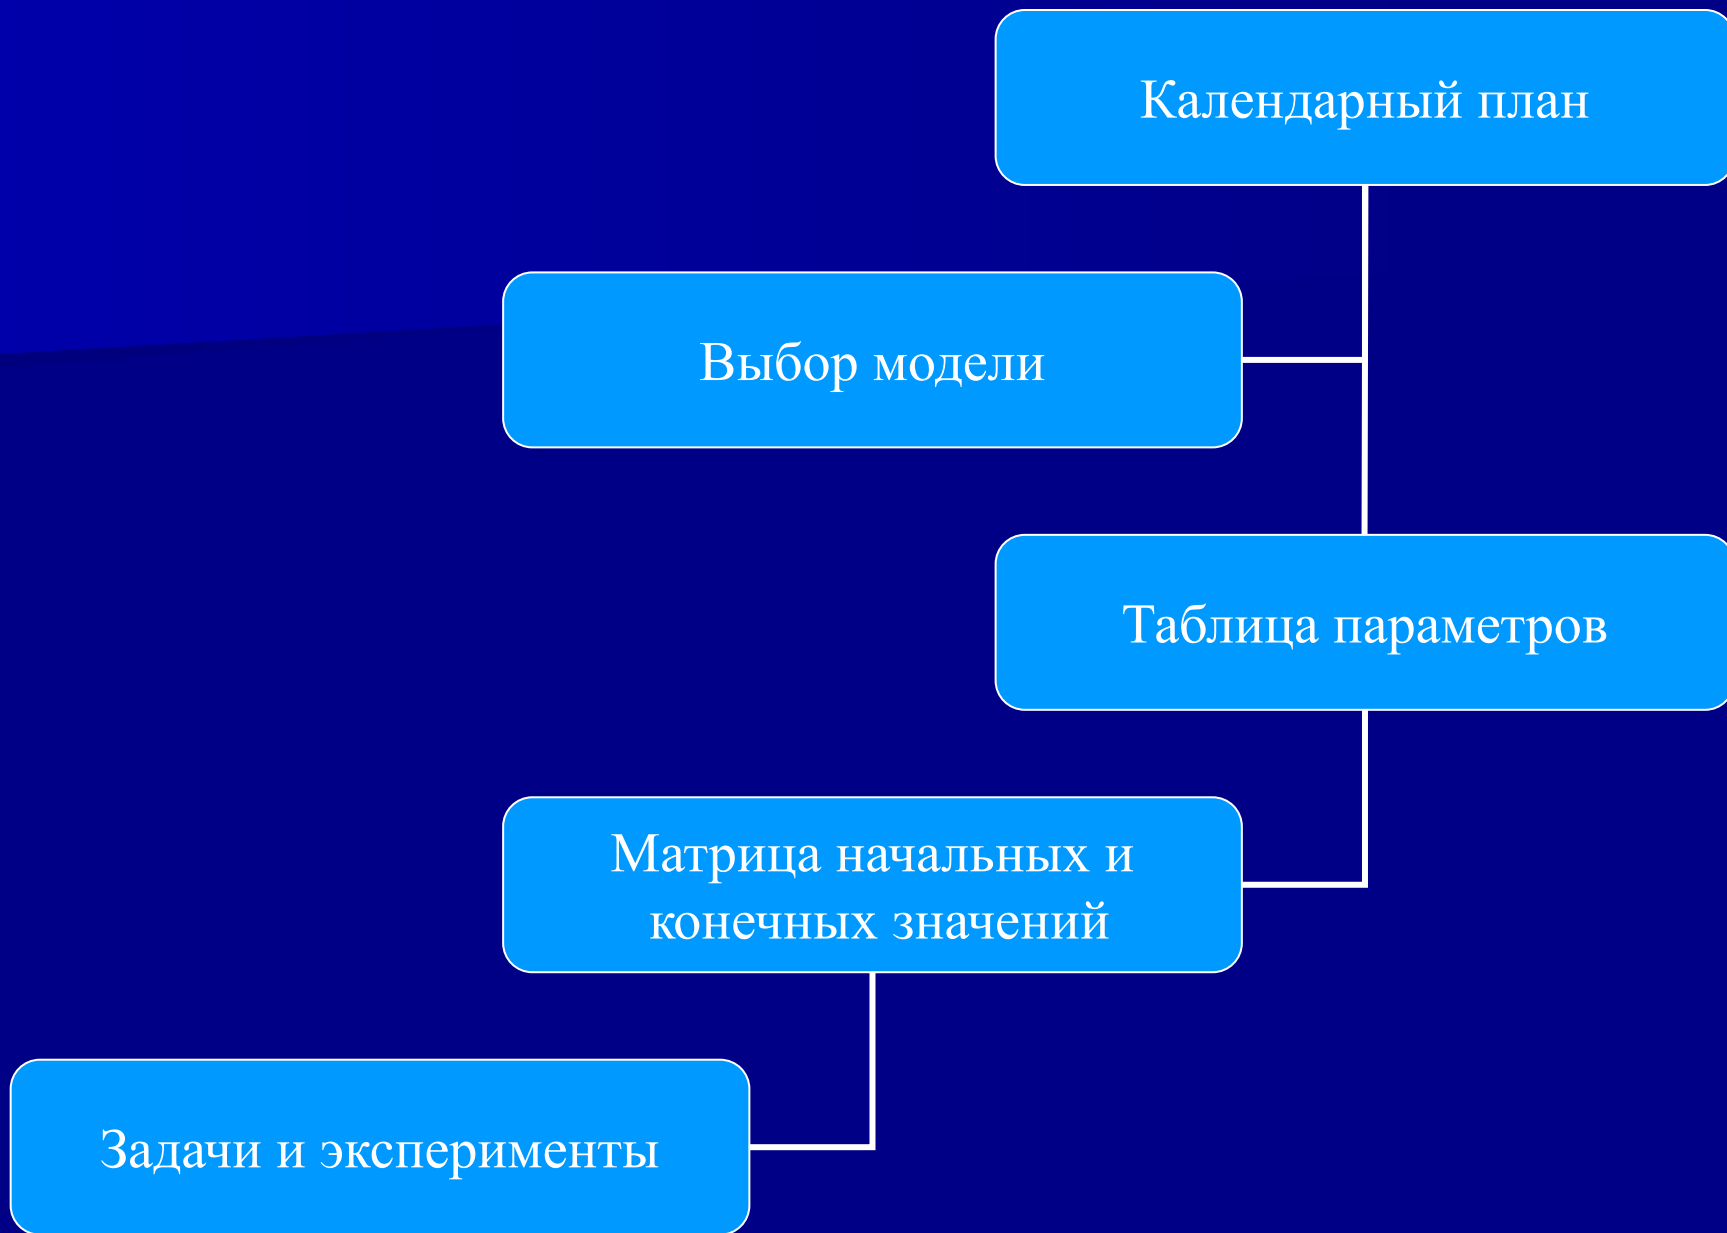 Календарный план
Выбор модели
Таблица параметров
Матрица начальных и
конечных значений
Задачи и эксперименты